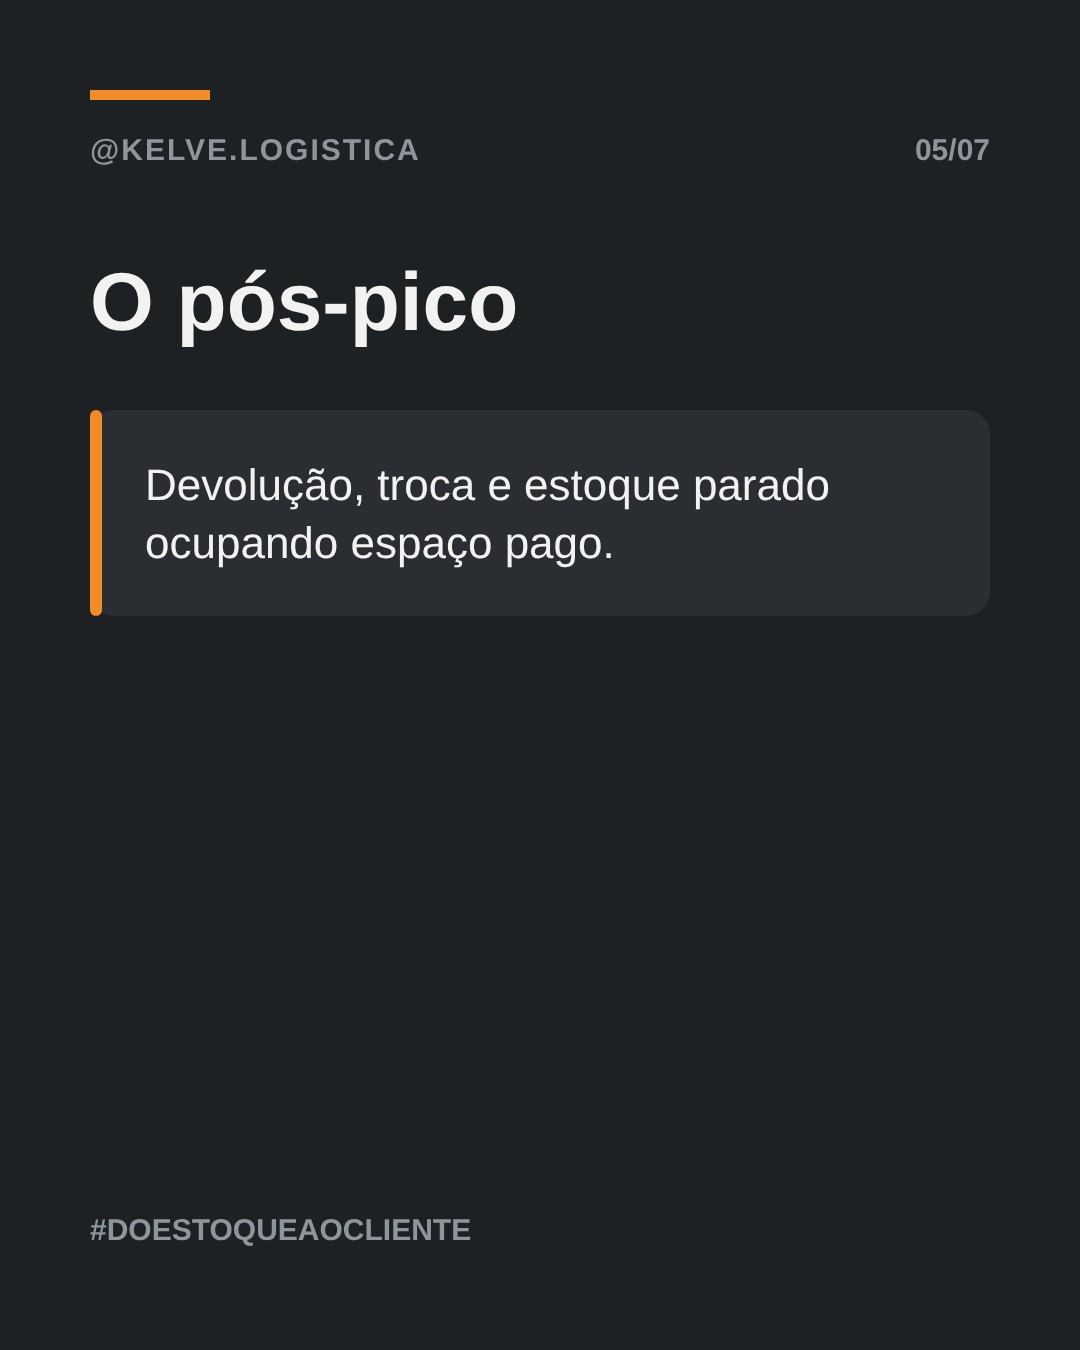 @KELVE.LOGISTICA
05/07
O pós-pico
Devolução, troca e estoque parado
ocupando espaço pago.
#DOESTOQUEAOCLIENTE